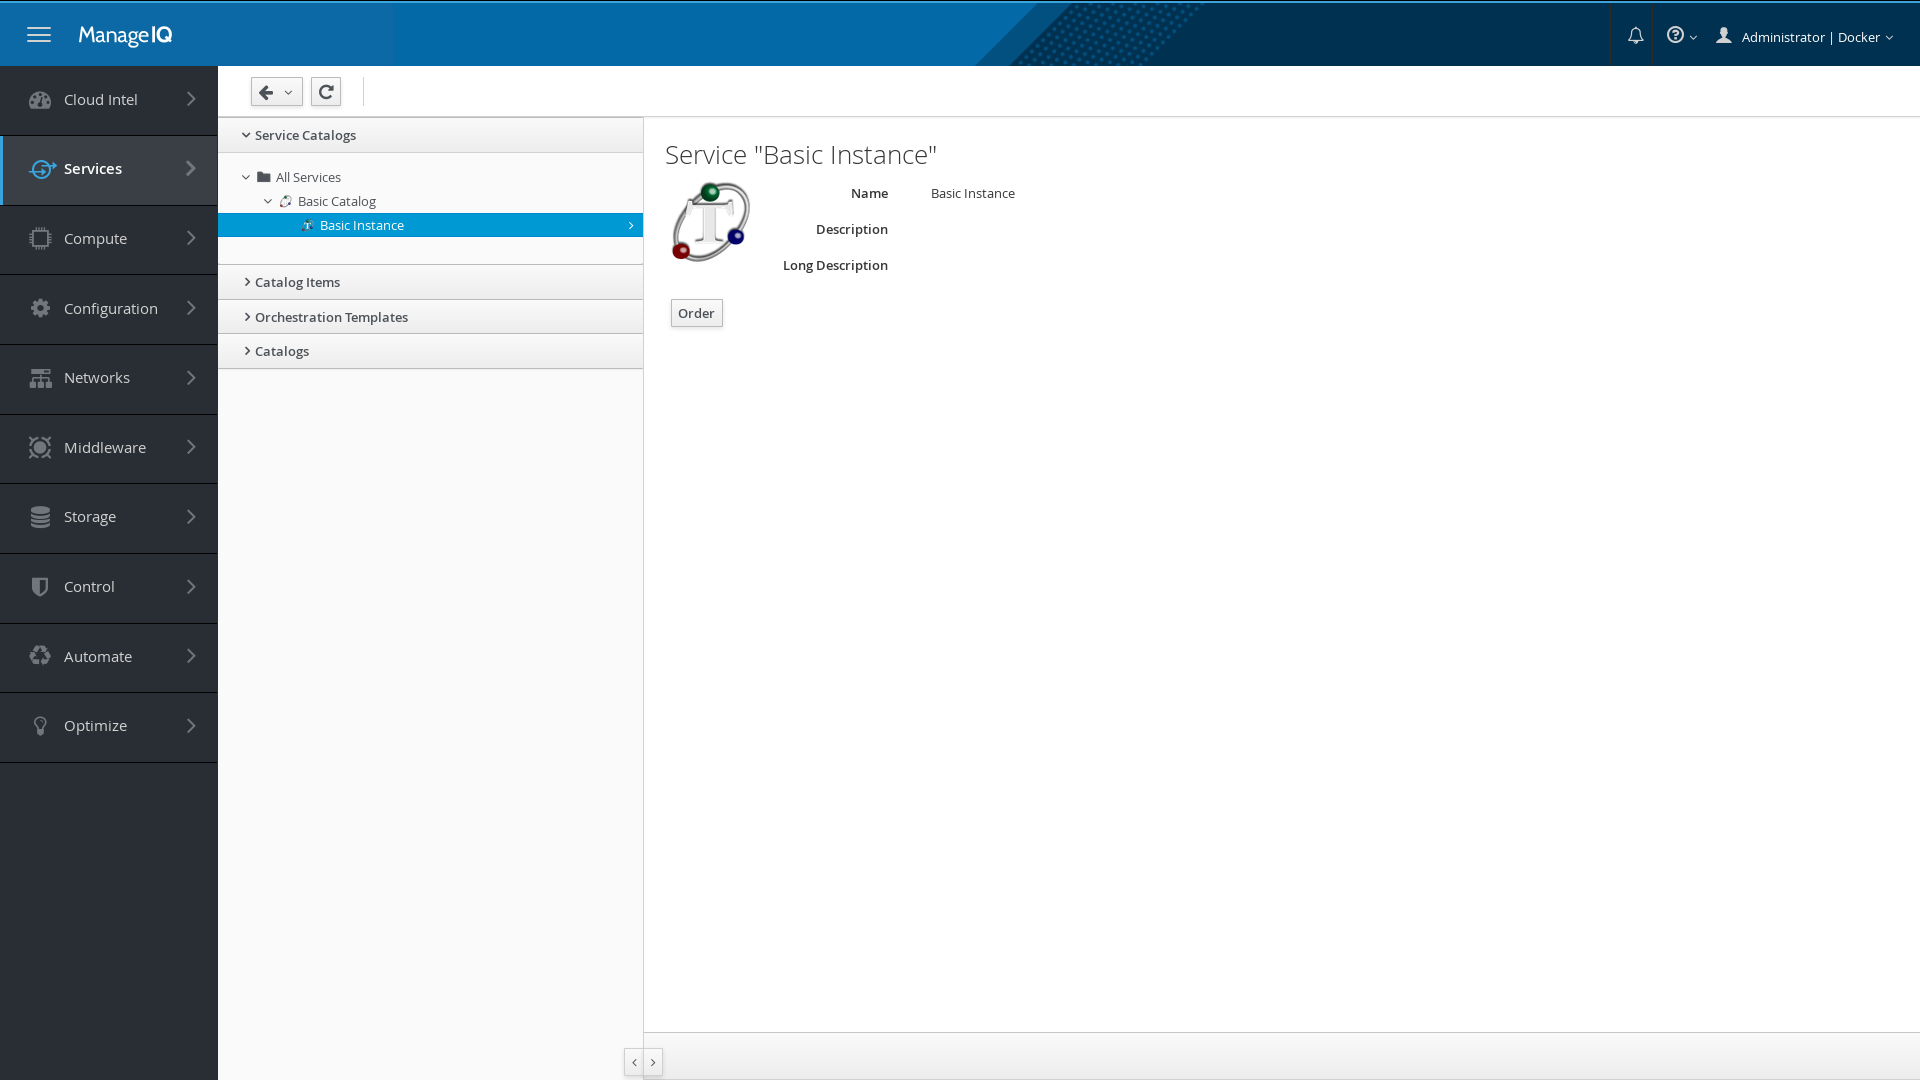 ManageIQ
Administrator | Docker
Cloud Intel
Services
Compute
Configuration
Networks
Middleware
Storage
Control
Automate
Optimize
Service Catalogs
All Services
Basic Catalog
Basic Instance
Catalog Items
Orchestration Templates
Catalogs
Service "Basic Instance"
T
Name Basic Instance
Description
Long Description
Order